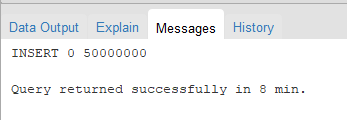 Data Output Explain Messages History
INSERT 0 50000000
Query returned successfully in 8 min.